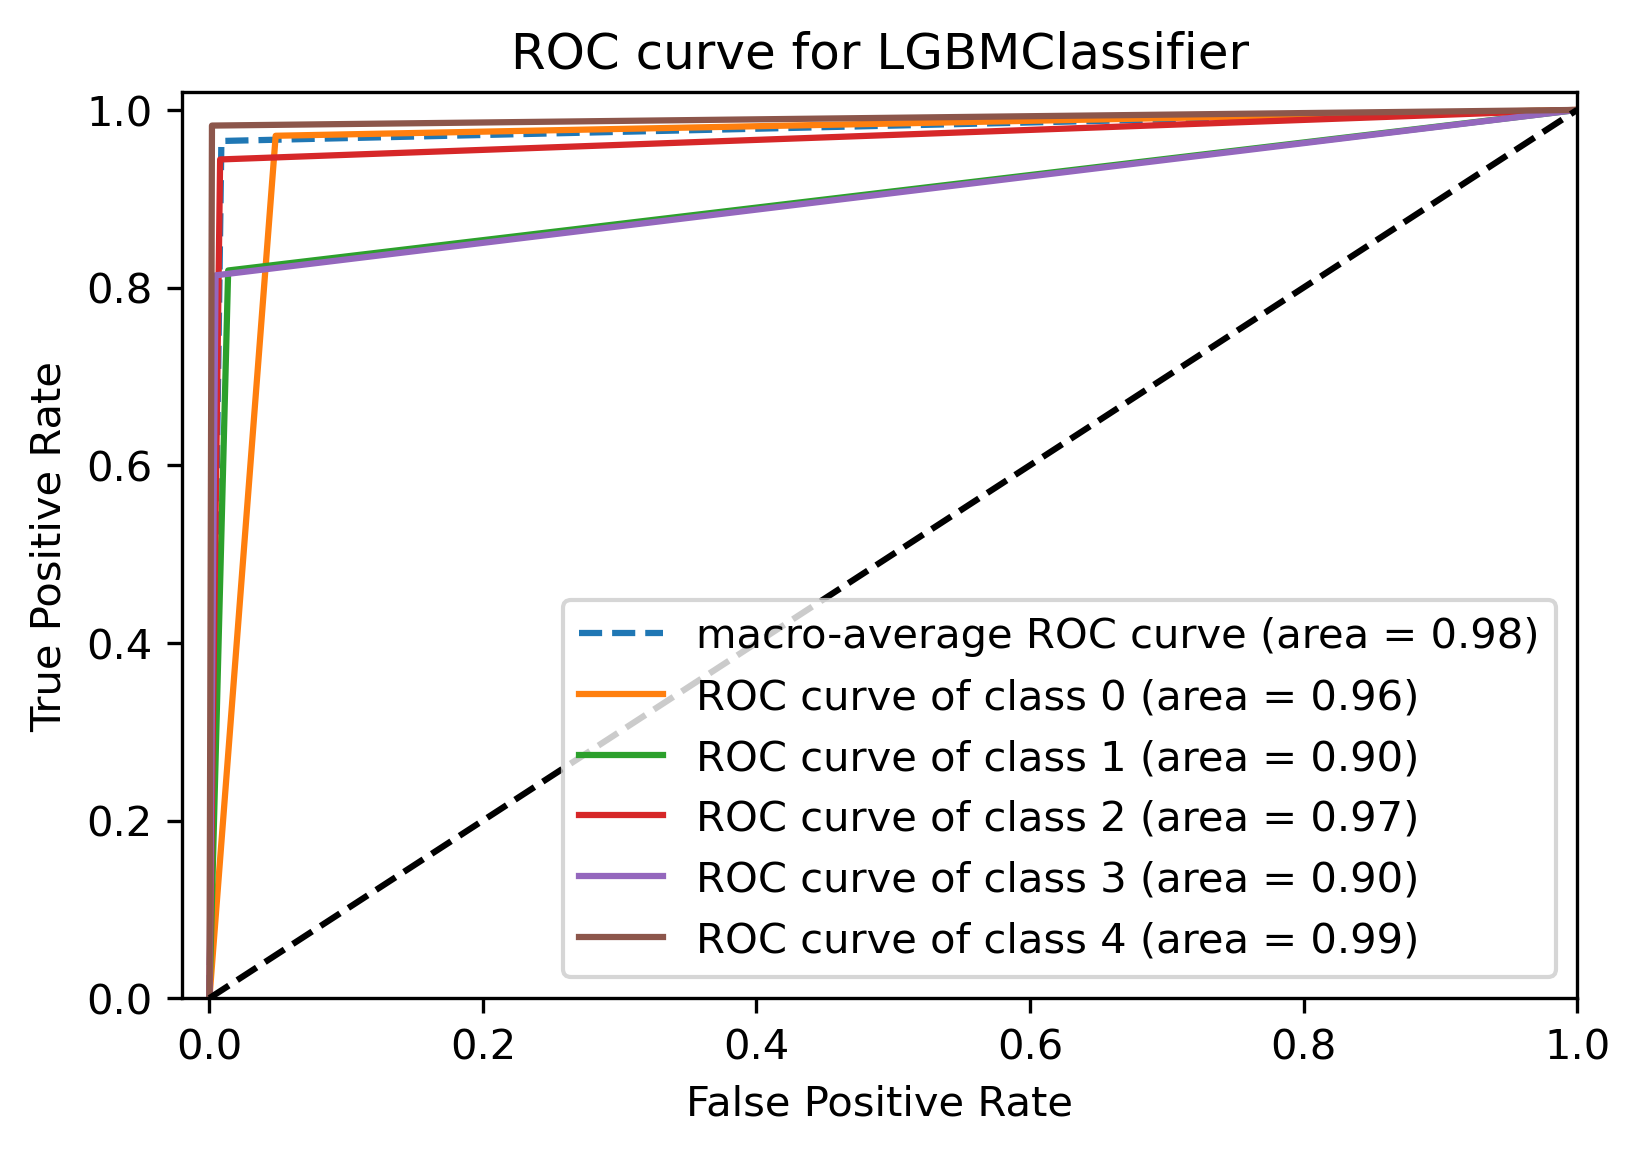 ROC curve for LGBMClassifier
True Positive Rate
1.0
0.8
0.6
0.4
0.2
0.0
macro-average ROC curve (area = 0.98)
ROC curve of class 0 (area = 0.96)
ROC curve of class 1 (area = 0.90)
ROC curve of class 2 (area = 0.97)
ROC curve of class 3 (area = 0.90)
ROC curve of class 4 (area = 0.99)
0.0 0.2 0.4 0.6 0.8 1.0
False Positive Rate